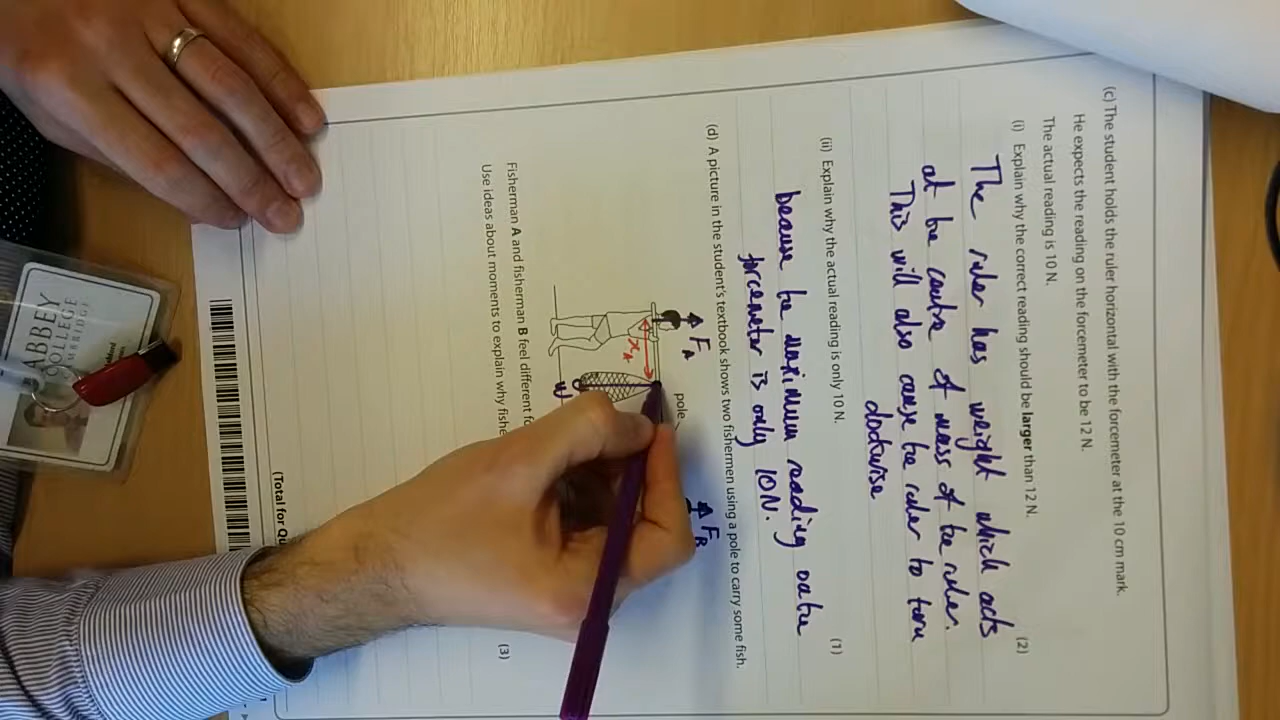 (c) The student holds the ruler horizontal with the forcemeter at the 10 cm mark.
He expects the reading on the forcemeter to be 12 N.
The actual reading is 10 N.
(i) Explain why the correct reading should be larger than 12 N.
(2)
The ruler has weight which acts
at the centre of mass of the ruler.
This will also cause the ruler to turn
clockwise
(ii) Explain why the actual reading is only 10 N.
(1)
because the maximum reading on the
forcemeter is only 10N.
(d) A picture in the student's textbook shows two fishermen using a pole to carry some fish.
FA
FB
pole
xA
W
Fisherman A and fisherman B feel different
Use ideas about moments to explain why
(3)
(Total for
ABBEY
COLLEGE
CAMBRIDGE